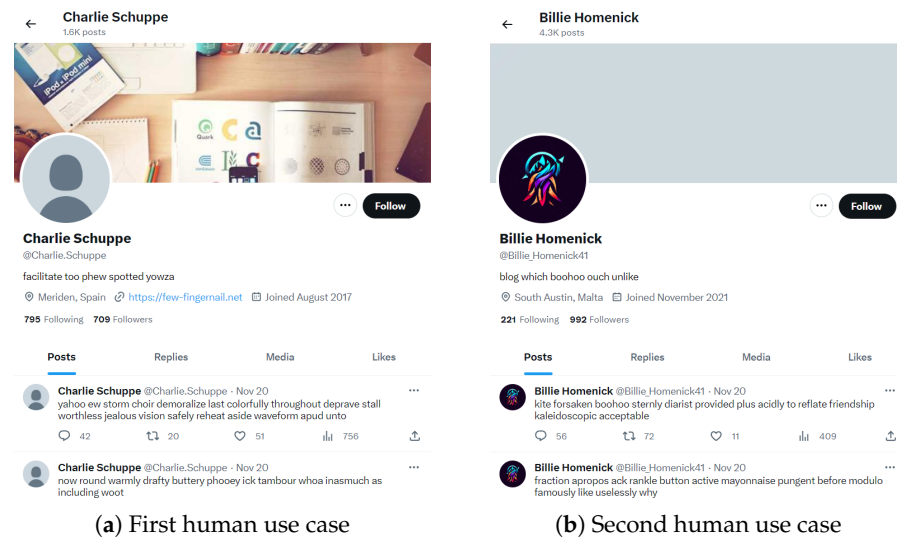 Charlie Schuppe
1.6K posts
iPod. iPod mini
Quark
Follow
Charlie Schuppe
@Charlie.Schuppe
facilitate too phew spotted yowza
Meriden, Spain https://few-fingernail.net Joined August 2017
795 Following 709 Followers
Posts Replies Media Likes
Charlie Schuppe @Charlie.Schuppe · Nov 20
yahoo ew storm choir demoralize last colorfully throughout deprave stall
worthless jealous vision safely reheat aside waveform apud unto
42 20 51 756
Charlie Schuppe @Charlie.Schuppe · Nov 20
now round warmly drafty buttery phooey ick tambour whoa inasmuch as
including woot
(a) First human use case
Billie Homenick
4.3K posts
Follow
Billie Homenick
@Billie_Homenick41
blog which boohoo ouch unlike
South Austin, Malta Joined November 2021
221 Following 992 Followers
Posts Replies Media Likes
Billie Homenick @Billie_Homenick41 · Nov 20
kite forsaken boohoo sternly diarist provided plus acidly to reflate friendship
kaleidoscopic acceptable
56 72 11 409
Billie Homenick @Billie_Homenick41 · Nov 20
fraction apropos ack rankle button active mayonnaise pungent before modulo
famously like uselessly why
(b) Second human use case